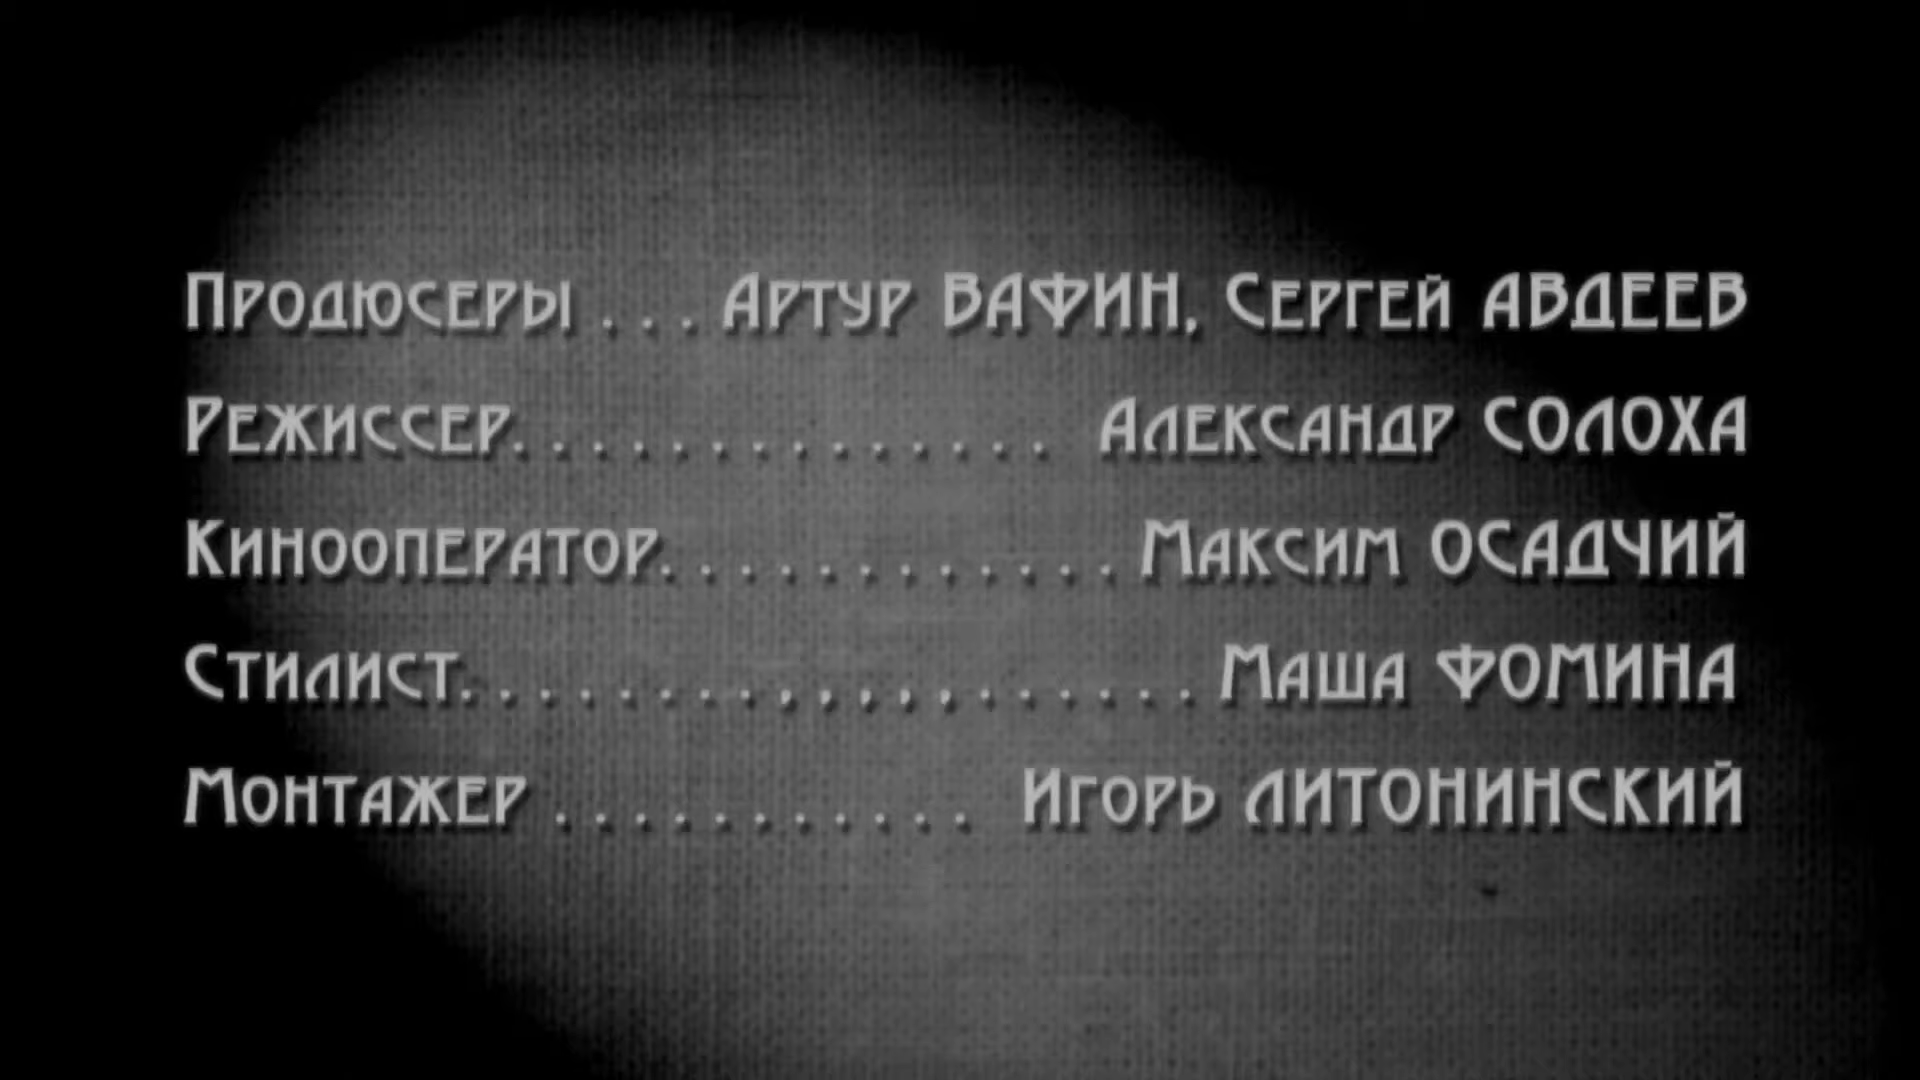 Продюсеры . . . Артур ВАФИН, Сергей АВДЕЕВ
Режиссер. . . . . . . . . . . . . . Александр СОЛОХА
Кинооператор. . . . . . . . . . . . Максим ОСАДЧИЙ
Стилист. . . . . . . . , , , , , . . . . . . Маша ФОМИНА
Монтажер . . . . . . . . . . . Игорь ЛИТОНИНСКИЙ